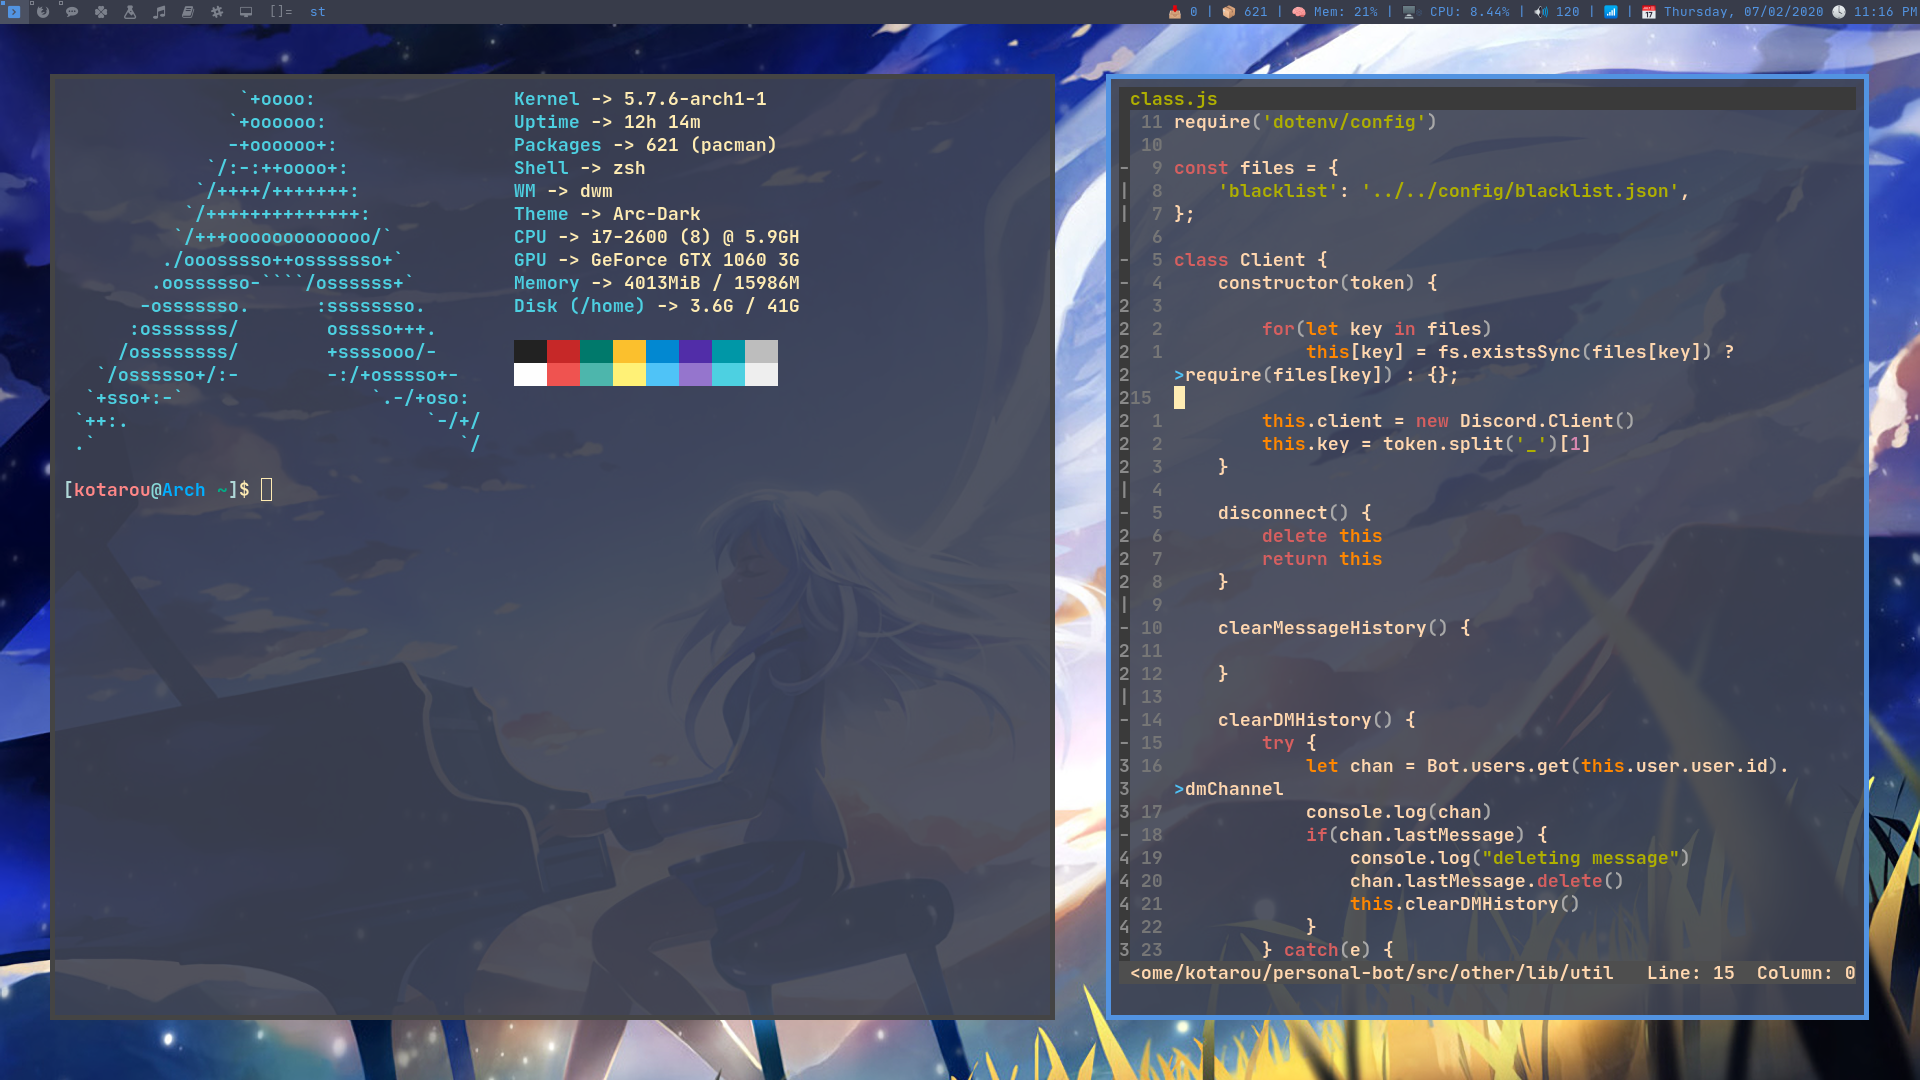 []= st 0 | 621 | Mem: 21% | CPU: 8.44% | 120 | | Thursday, 07/02/2020 11:16 PM
`+oooo:
`+oooooo:
-+oooooo+:
`/:-:++oooo+:
`/++++/+++++++:
`/++++++++++++++:
`/+++ooooooooooooo/`
./ooosssso++osssssso+`
.oossssso-````/ossssss+`
-osssssso.      :ssssssso.
:osssssss/        osssso+++.
/ossssssss/        +ssssooo/-
`/ossssso+/:-        -:/+osssso+-
`+sso+:-`                 `.-/+oso:
`++:.                           `-/+/
.`                                 `/
Kernel -> 5.7.6-arch1-1
Uptime -> 12h 14m
Packages -> 621 (pacman)
Shell -> zsh
WM -> dwm
Theme -> Arc-Dark
CPU -> i7-2600 (8) @ 5.9GH
GPU -> GeForce GTX 1060 3G
Memory -> 4013MiB / 15986M
Disk (/home) -> 3.6G / 41G
[kotarou@Arch ~]$
class.js
11 require('dotenv/config')
10
- 9 const files = {
| 8     'blacklist': '../../config/blacklist.json',
| 7 };
6
- 5 class Client {
- 4     constructor(token) {
2 3
2 2         for(let key in files)
2 1             this[key] = fs.existsSync(files[key]) ?
2 >require(files[key]) : {};
215
2 1         this.client = new Discord.Client()
2 2         this.key = token.split('_')[1]
2 3     }
| 4
- 5     disconnect() {
2 6         delete this
2 7         return this
2 8     }
| 9
- 10     clearMessageHistory() {
2 11
2 12     }
| 13
- 14     clearDMHistory() {
- 15         try {
3 16             let chan = Bot.users.get(this.user.user.id).
3 >dmChannel
3 17             console.log(chan)
- 18             if(chan.lastMessage) {
4 19                 console.log("deleting message")
4 20                 chan.lastMessage.delete()
4 21                 this.clearDMHistory()
4 22             }
3 23         } catch(e) {
<ome/kotarou/personal-bot/src/other/lib/util   Line: 15  Column: 0